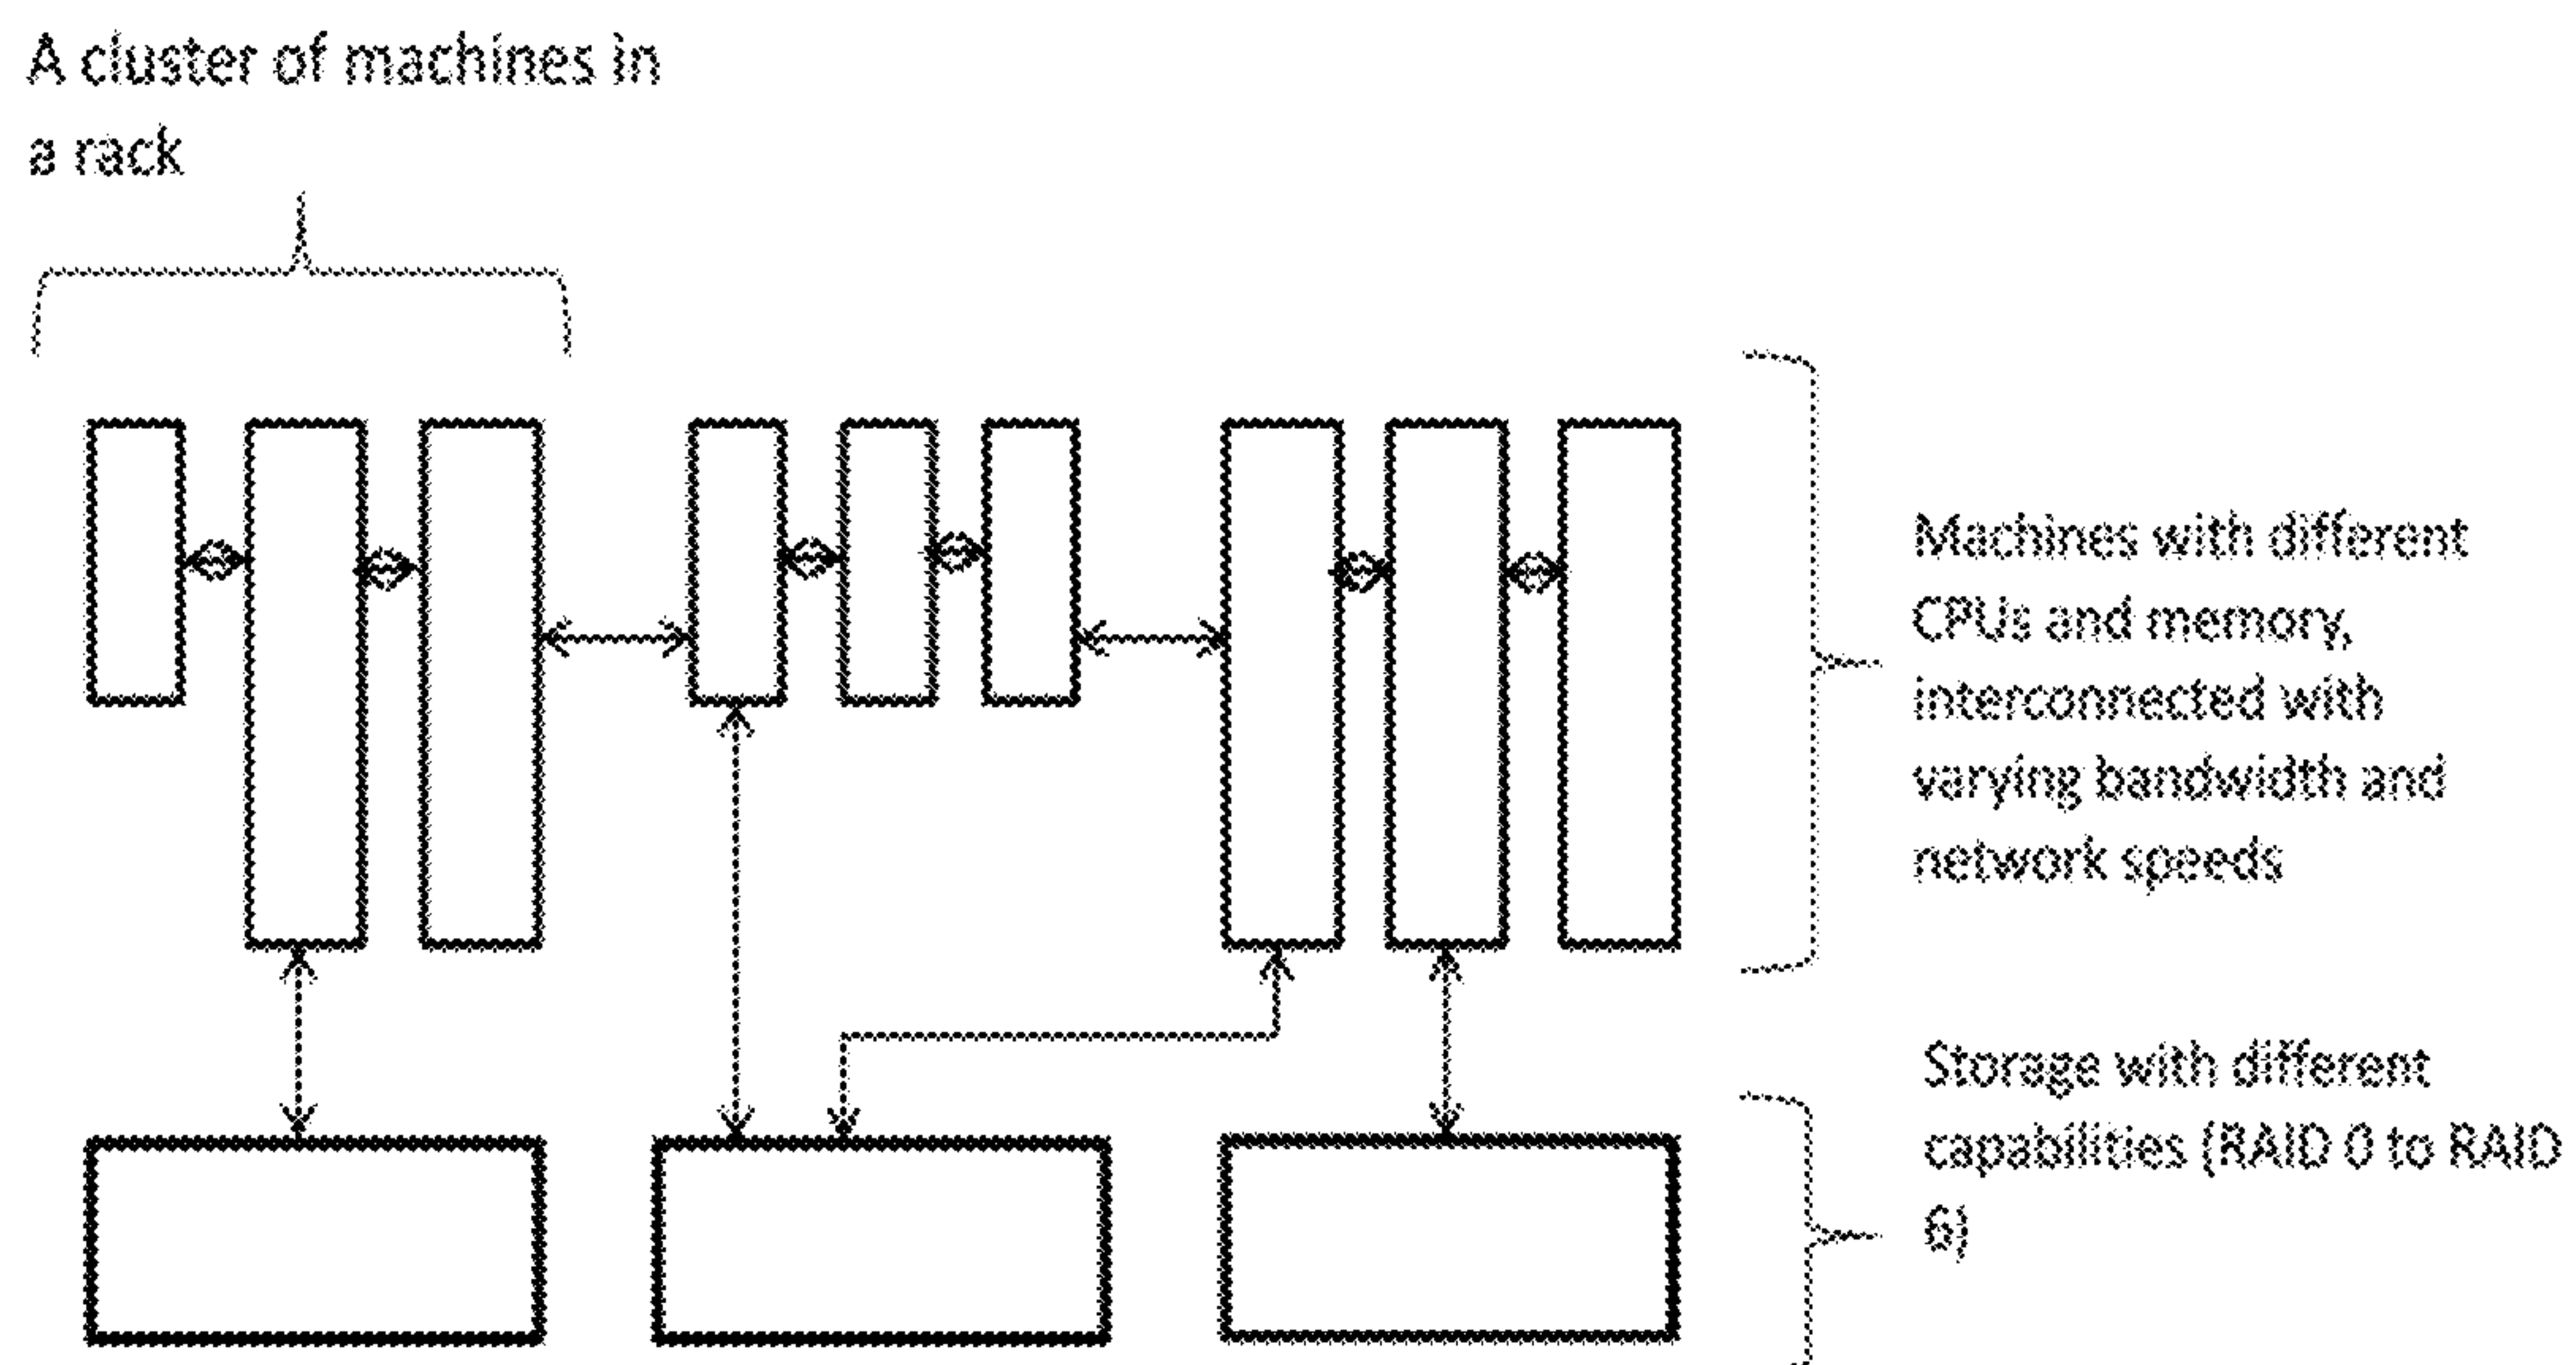 A cluster of machines in
a rack
Machines with different
CPUs and memory,
interconnected with
varying bandwidth and
network speeds
Storage with different
capabilities (RAID 0 to RAID
6)